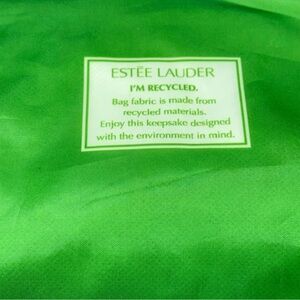 ESTĒE LAUDER
I'M RECYCLED.
Bag fabric is made from
recycled materials.
Enjoy this keepsake designed
with the environment in mind.